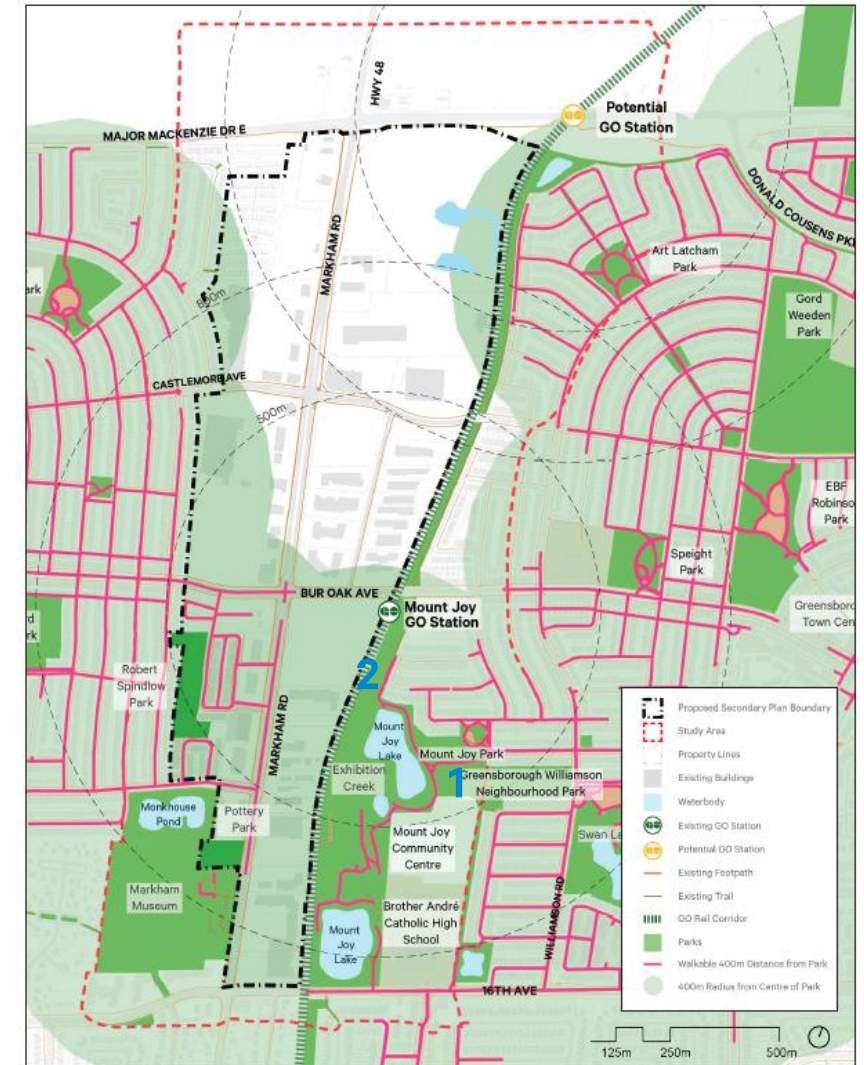 HWY 48
Potential
GO Station
MAJOR MACKENZIE DR E
DONALD COUSENS PK
MARKHAM RD
Art Latcham
Park
ark
Gord
Weeden
Park
800m
CASTLEMORE AVE
500m
EBF
Robinso
Park
Speight
Park
BUR OAK AVE
Mount Joy
GO Station
Greensboro
Town Cen
rd
rk
Robert
Spindlow
Park
2
MARKHAM RD
Mount
Joy
Lake
Mount Joy Park
Exhibition
Creek
1
Greensborough Williamson
Neighbourhood Park
Monkhouse
Pond
Pottery
Park
Mount Joy
Community
Centre
Swan La
Markham
Museum
Brother André
Catholic High
School
Mount
Joy
Lake
WILLIAMSON RD
16TH AVE
Proposed Secondary Plan Boundary
Study Area
Property Lines
Existing Buildings
Waterbody
Existing GO Station
Potential GO Station
Existing Footpath
Existing Trail
GO Rail Corridor
Parks
Walkable 400m Distance from Park
400m Radius from Centre of Park
125m 250m 500m